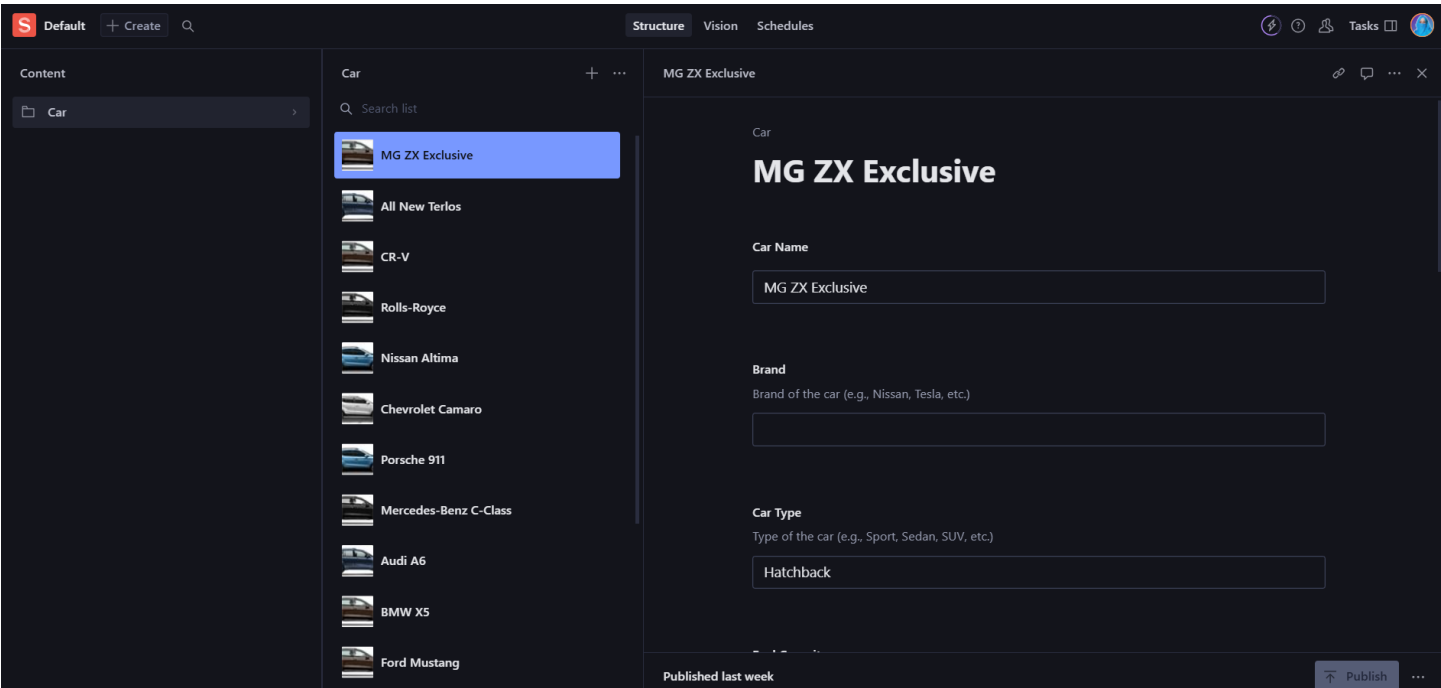 S Default + Create
Structure Vision Schedules
Tasks
Content
Car
Car
Search list
MG ZX Exclusive
All New Terlos
CR-V
Rolls-Royce
Nissan Altima
Chevrolet Camaro
Porsche 911
Mercedes-Benz C-Class
Audi A6
BMW X5
Ford Mustang
MG ZX Exclusive
Car
MG ZX Exclusive
Car Name
MG ZX Exclusive
Brand
Brand of the car (e.g., Nissan, Tesla, etc.)
Car Type
Type of the car (e.g., Sport, Sedan, SUV, etc.)
Hatchback
Published last week
Publish